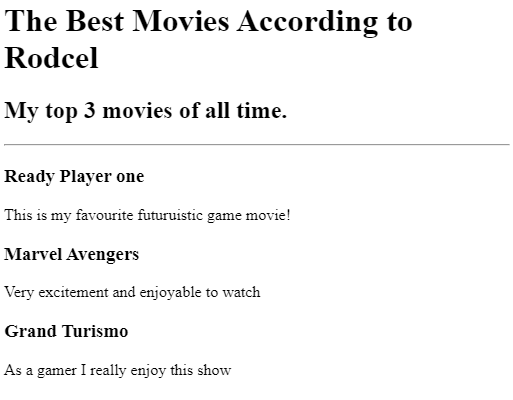 The Best Movies According to
Rodcel
My top 3 movies of all time.
Ready Player one
This is my favourite futuruistic game movie!
Marvel Avengers
Very excitement and enjoyable to watch
Grand Turismo
As a gamer I really enjoy this show